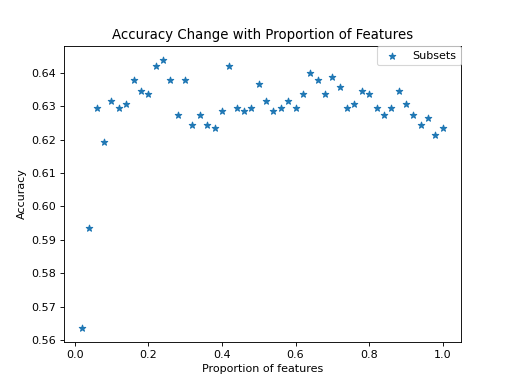 Accuracy Change with Proportion of Features
Subsets
Accuracy
0.64
0.63
0.62
0.61
0.60
0.59
0.58
0.57
0.56
0.0 0.2 0.4 0.6 0.8 1.0
Proportion of features